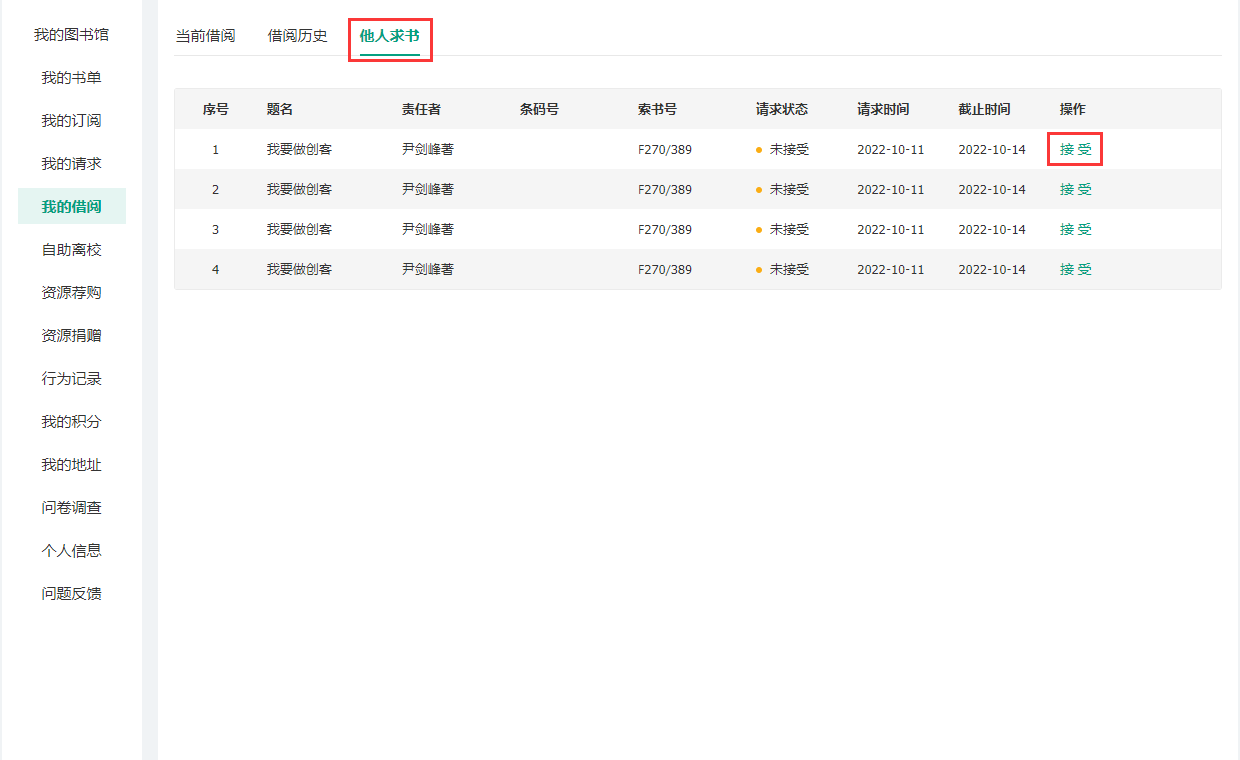 我的图书馆
我的书单
我的订阅
我的请求
我的借阅
自助离校
资源荐购
资源捐赠
行为记录
我的积分
我的地址
问卷调查
个人信息
问题反馈
当前借阅 借阅历史 他人求书
序号 题名 责任者 条码号 索书号 请求状态 请求时间 截止时间 操作
1 我要做创客 尹剑峰著 F270/389 未接受 2022-10-11 2022-10-14 接 受
2 我要做创客 尹剑峰著 F270/389 未接受 2022-10-11 2022-10-14 接 受
3 我要做创客 尹剑峰著 F270/389 未接受 2022-10-11 2022-10-14 接 受
4 我要做创客 尹剑峰著 F270/389 未接受 2022-10-11 2022-10-14 接 受